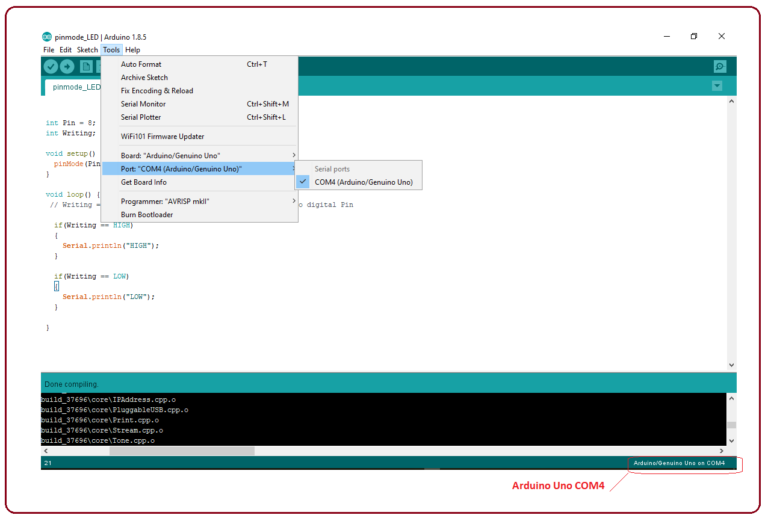 pinmode_LED | Arduino 1.8.5
File Edit Sketch Tools Help
pinmode_LED
Auto Format Ctrl+T
Archive Sketch
Fix Encoding & Reload
Serial Monitor Ctrl+Shift+M
Serial Plotter Ctrl+Shift+L
WiFi101 Firmware Updater
Board: "Arduino/Genuino Uno"
Port: "COM4 (Arduino/Genuino Uno)"
Get Board Info
Programmer: "AVRISP mkII"
Burn Bootloader
Serial ports
COM4 (Arduino/Genuino Uno)
int Pin = 8;
int Writing;
void setup()
pinMode(Pin
}
void loop() {
// Writing = o digital Pin
if(Writing == HIGH)
{
Serial.println("HIGH");
}
if(Writing == LOW)
{
Serial.println("LOW");
}
}
Done compiling.
build_37696\core\IPAddress.cpp.o
build_37696\core\PluggableUSB.cpp.o
build_37696\core\Print.cpp.o
build_37696\core\Stream.cpp.o
build_37696\core\Tone.cpp.o
21 Arduino/Genuino Uno on COM4
Arduino Uno COM4